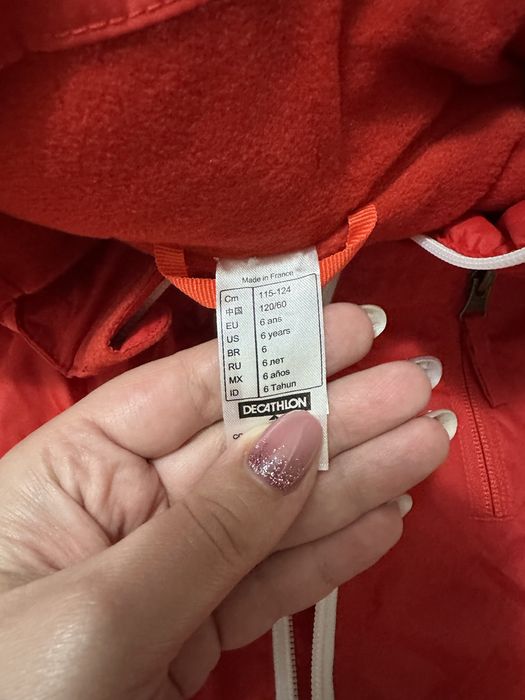 Made in France
Cm 115-124
中国 120/60
EU 6 ans
US 6 years
BR 6
RU 6 лет
MX 6 años
ID 6 Tahun
DECATHLON